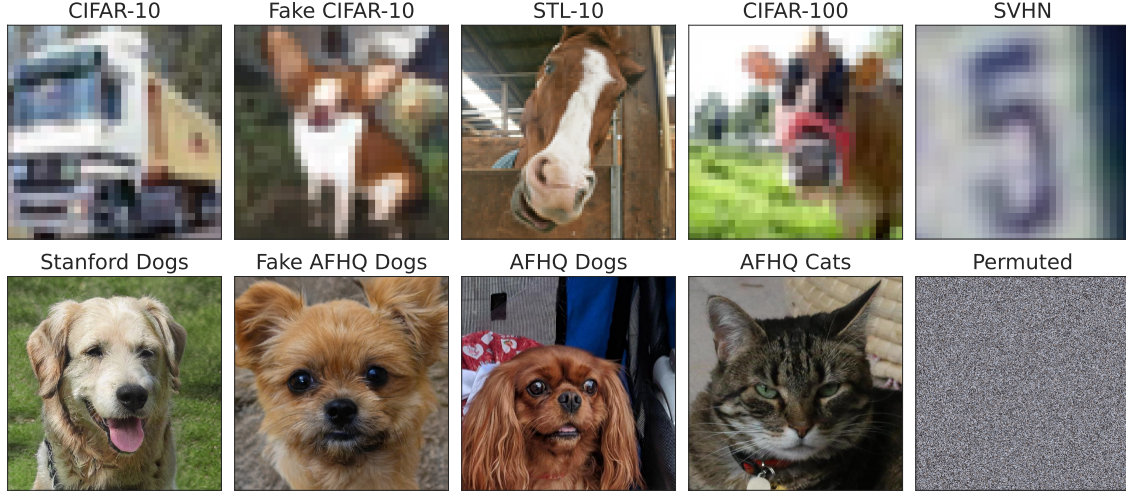 CIFAR-10 Fake CIFAR-10 STL-10 CIFAR-100 SVHN
5
Stanford Dogs Fake AFHQ Dogs AFHQ Dogs AFHQ Cats Permuted